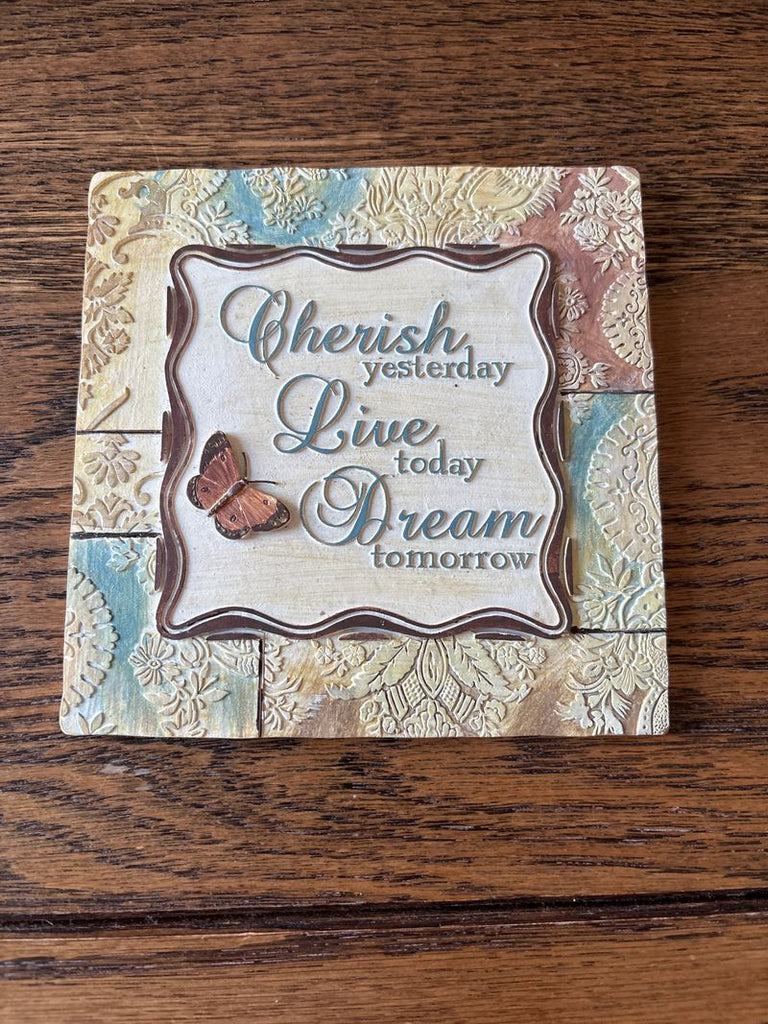 Cherish
yesterday
Live
today
Dream
tomorrow